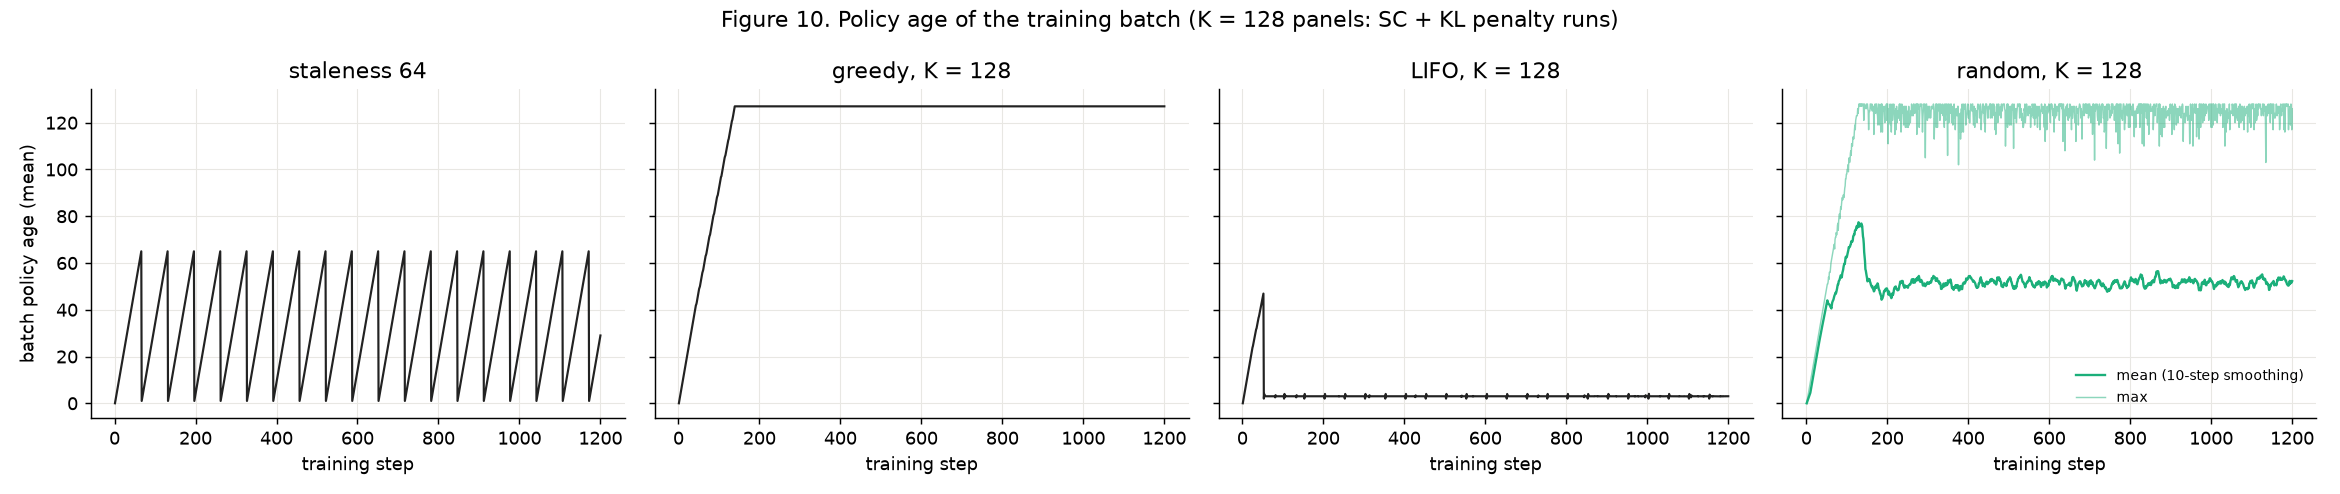 Figure 10. Policy age of the training batch (K = 128 panels: SC + KL penalty runs)
staleness 64
greedy, K = 128
LIFO, K = 128
random, K = 128
batch policy age (mean)
120
100
80
60
40
20
0
mean (10-step smoothing)
max
0 200 400 600 800 1000 1200
0 200 400 600 800 1000 1200
0 200 400 600 800 1000 1200
0 200 400 600 800 1000 1200
training step
training step
training step
training step